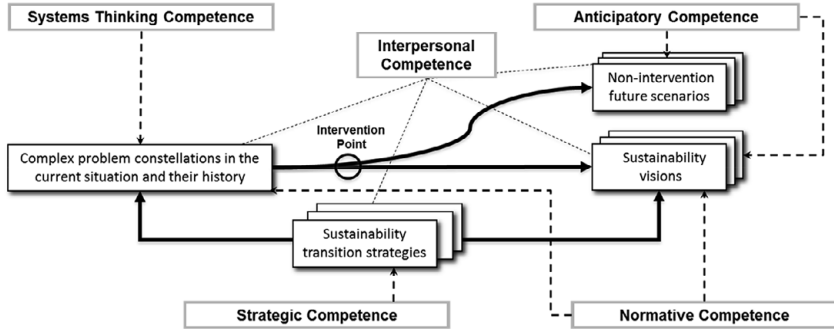 Systems Thinking Competence
Anticipatory Competence
Interpersonal
Competence
Non-intervention
future scenarios
Intervention
Point
Complex problem constellations in the
current situation and their history
Sustainability
visions
Sustainability
transition strategies
Strategic Competence
Normative Competence